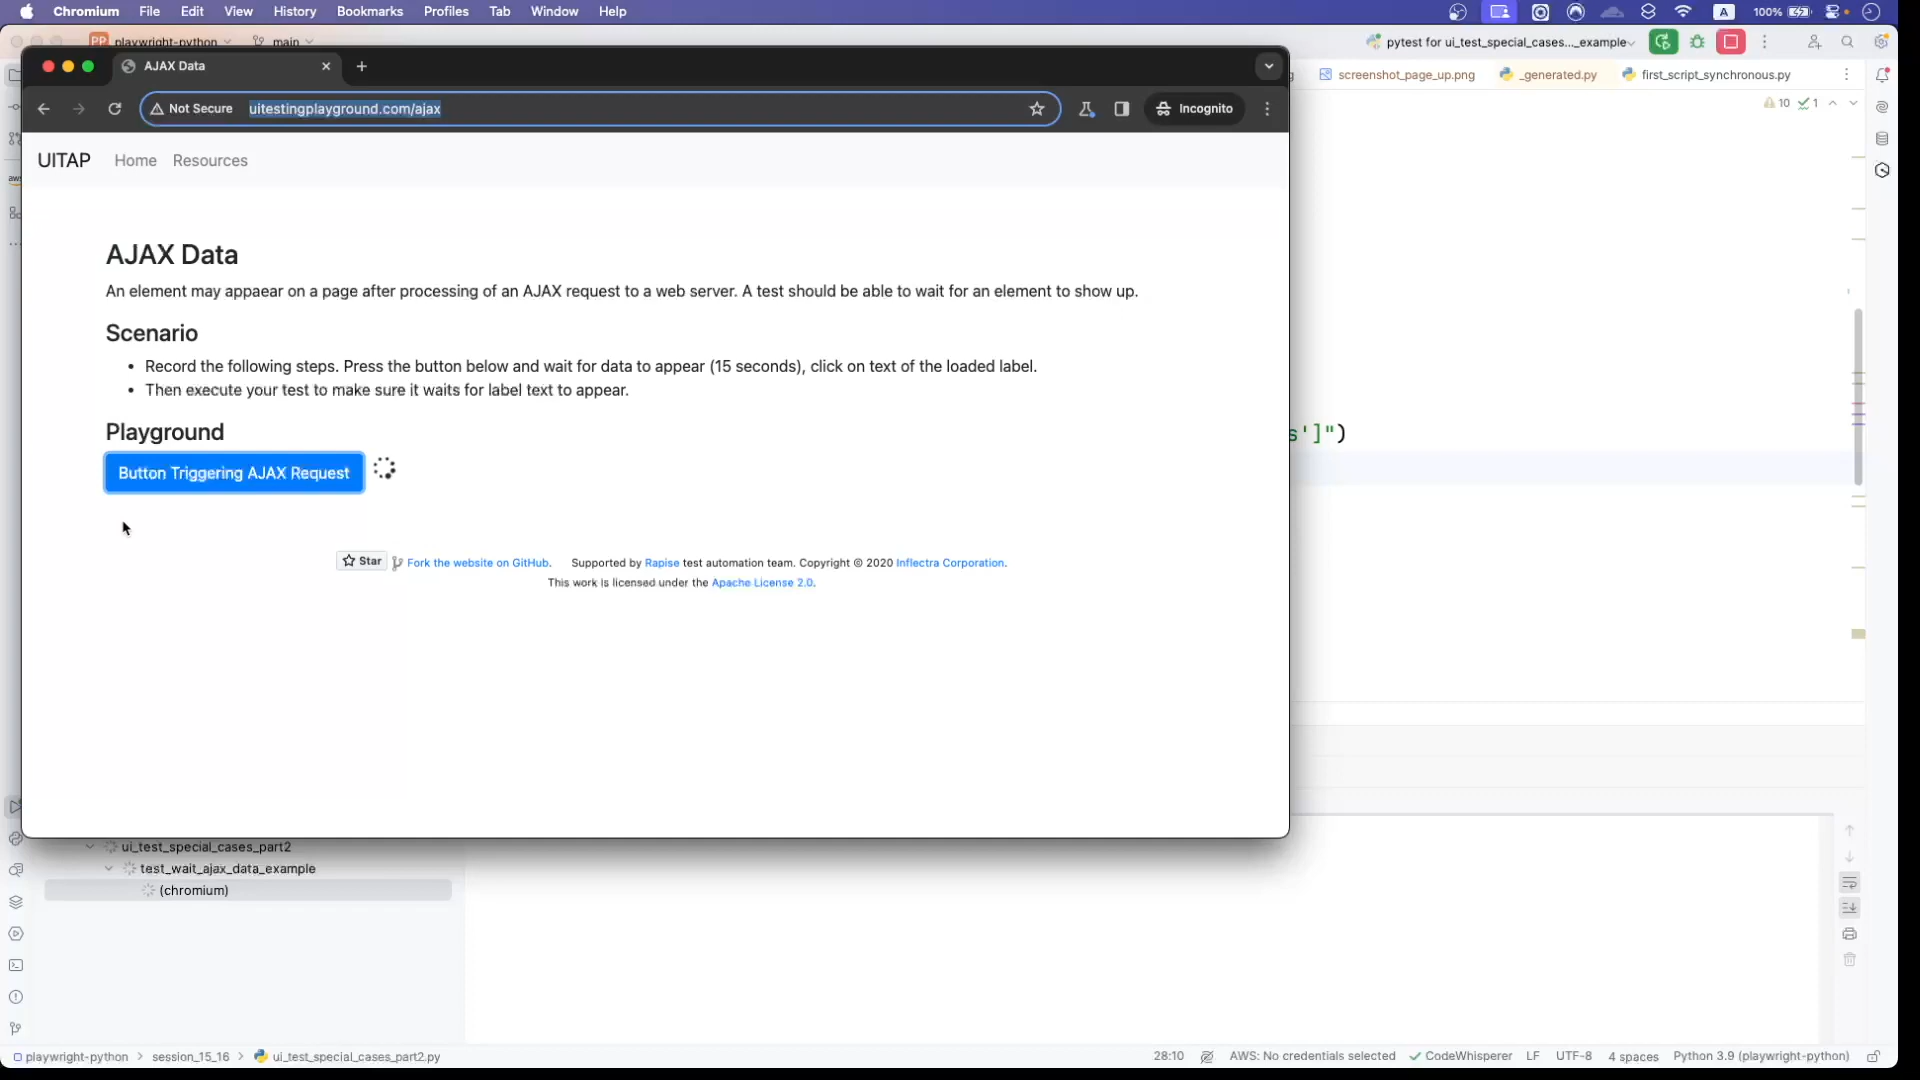 Chromium File Edit View History Bookmarks Profiles Tab Window Help A 100%
PP playwright-python main pytest for ui_test_special_cases..._example
AJAX Data
screenshot_page_up.png _generated.py first_script_synchronous.py
Not Secure uitestingplayground.com/ajax Incognito
10 1
UITAP Home Resources
aws
AJAX Data
An element may appaear on a page after processing of an AJAX request to a web server. A test should be able to wait for an element to show up.
Scenario
• Record the following steps. Press the button below and wait for data to appear (15 seconds), click on text of the loaded label.
• Then execute your test to make sure it waits for label text to appear.
Playground
s']")
Button Triggering AJAX Request
Star Fork the website on GitHub. Supported by Rapise test automation team. Copyright © 2020 Inflectra Corporation.
This work is licensed under the Apache License 2.0.
ui_test_special_cases_part2
test_wait_ajax_data_example
(chromium)
playwright-python > session_15_16 > ui_test_special_cases_part2.py 28:10 AWS: No credentials selected CodeWhisperer LF UTF-8 4 spaces Python 3.9 (playwright-python)